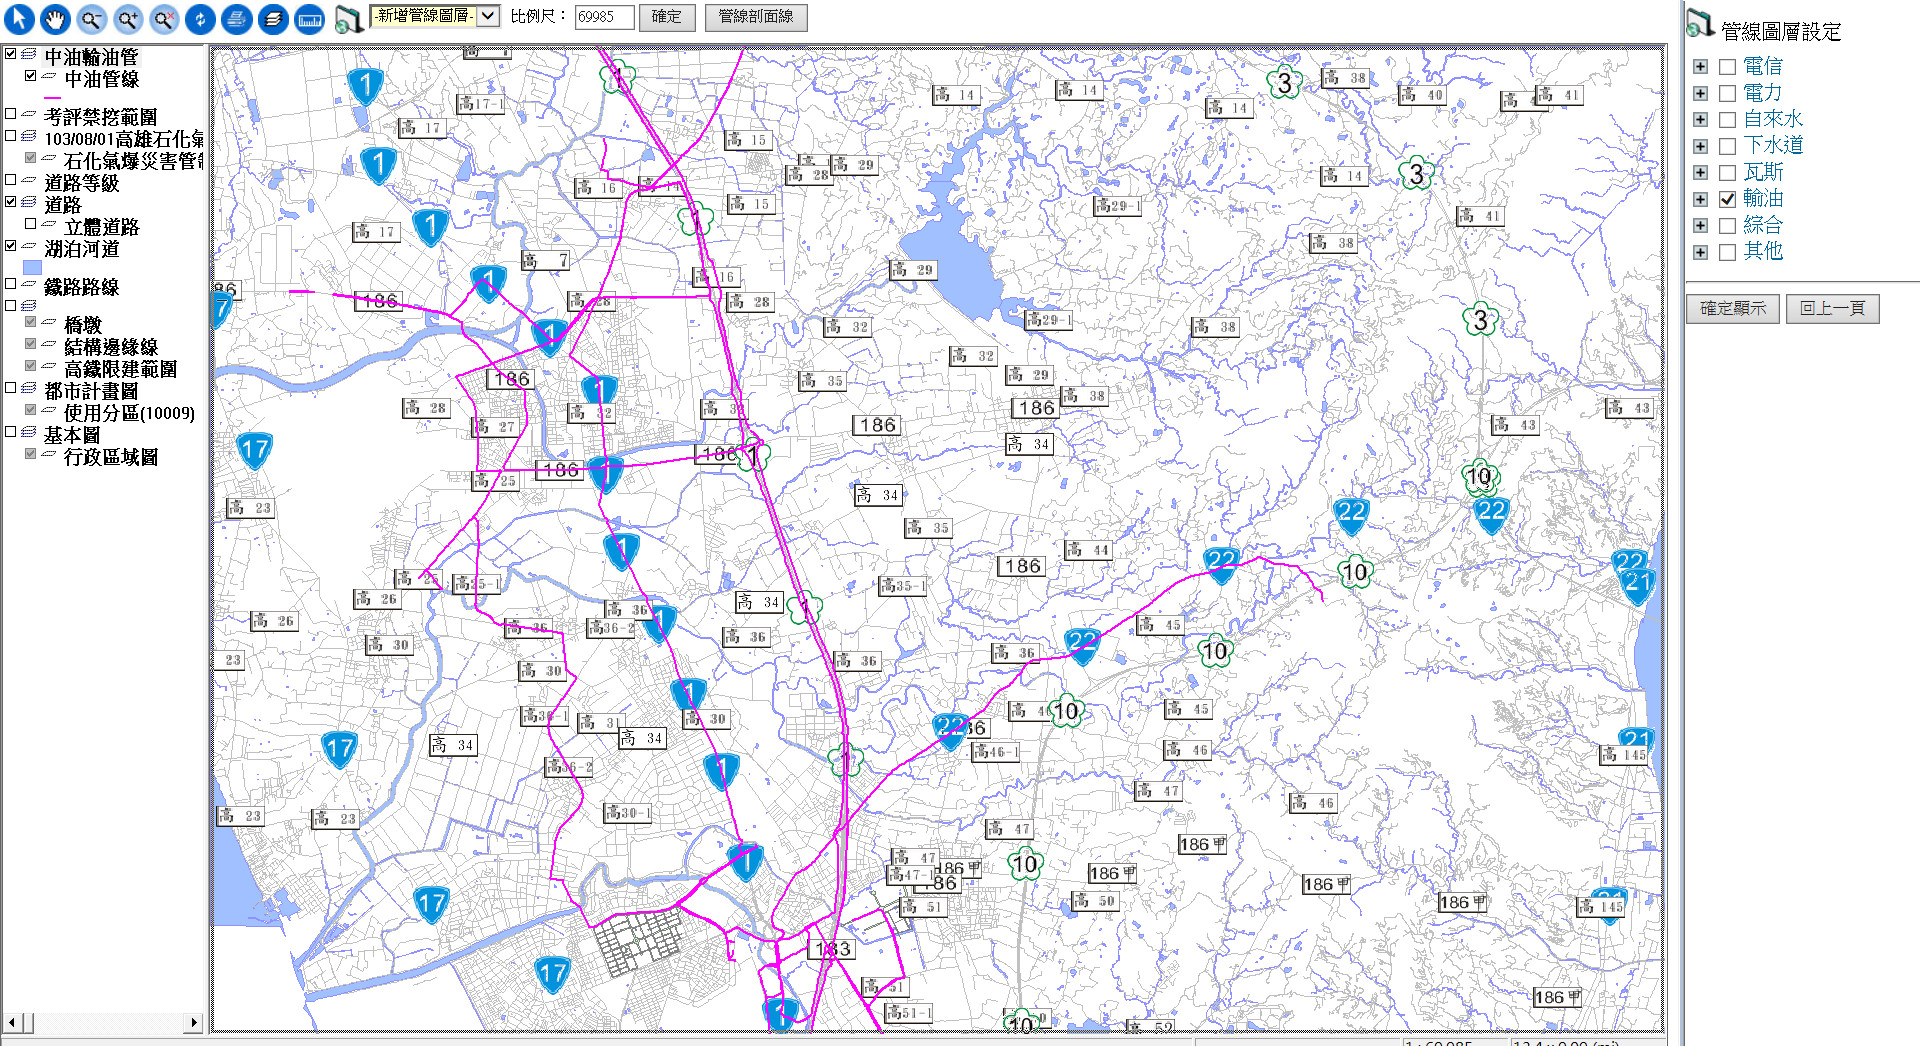 -新增管線圖層-
比例尺：
69985
確定
管線剖面線
中油輸油管
中油管線
考評禁挖範圍
103/08/01高雄石化氣
石化氣爆災害管
道路等級
道路
立體道路
湖泊河道
鐵路路線
橋墩
結構邊緣線
高鐵限建範圍
都市計畫圖
使用分區(10009)
基本圖
行政區域圖
管線圖層設定
電信
電力
自來水
下水道
瓦斯
輸油
綜合
其他
確定顯示
回上一頁
1
高17-1
高 17
1
1
高 17
高 7
1
186
1
186
高 28
高 27
186
高 25
17
高 23
高 26
23
高 26
高 30
高25-1
高 36
高36-2
高 30
高 31
高 34
高 34
高 30
17
高 23
高 23
高30-1
17
17
1
1
1
1
1
1
1
高 16
高 15
高 15
高 28
高 29
高 16
高 28
高 14
高 14
高 14
3
高 38
高 40
高 41
高 14
3
高29-1
高 41
高 38
高 29
高29-1
高 38
3
高 32
高 32
高 35
高 29
高 38
186
186
高 34
高 43
高 43
高 34
高 35
10
22
22
高 44
186
22
10
22
21
高35-1
高 34
高 36
高 36
高 36
高 45
22
10
10
22
高 45
高46-1
高 46
21
高 145
高 47
高 46
高 47
10
186甲
186甲
高 47
高47-1
186甲
186
高 51
高 50
186甲
186甲
高 145
183
高 51
高51-1
10
高 52
186甲